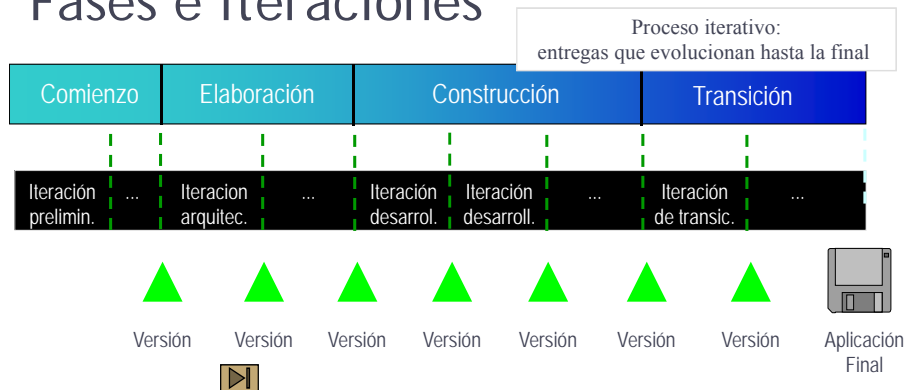 Fases e Iteraciones
Proceso iterativo:
entregas que evolucionan hasta la final
Comienzo Elaboración Construcción Transición
Iteración ... Iteracion ... Iteración Iteración ... Iteración ...
prelimin. arquitec. desarrol. desarroll. de transic.
Versión Versión Versión Versión Versión Versión Versión Aplicación
Final